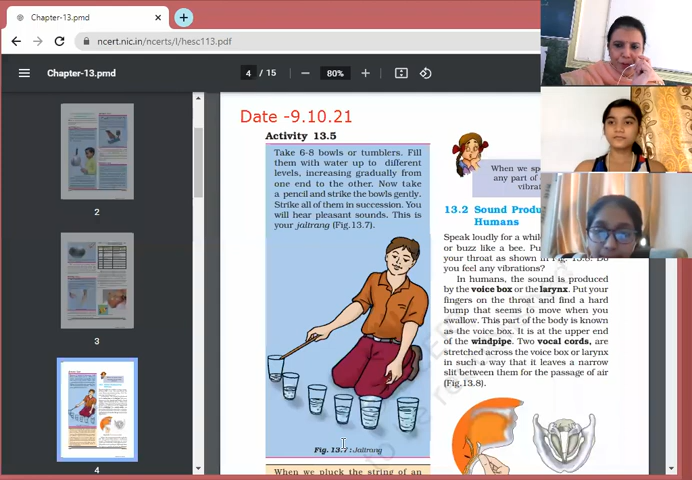 Chapter-13.pmd
ncert.nic.in/ncerts/l/hesc113.pdf
Chapter-13.pmd
4 / 15
80%
2
3
4
Date -9.10.21
Activity 13.5
Take 6-8 bowls or tumblers. Fill
them with water up to different
levels, increasing gradually from
one end to the other. Now take
a pencil and strike the bowls gently.
Strike all of them in succession. You
will hear pleasant sounds. This is
your jaltrang (Fig.13.7).
Fig. 13.7: Jaltrang
When we pluck the string of an
When we
any part of
13.2 Sound
Humans
Speak loudly for a
or buzz like a bee.
your throat as shown in Fig. 13.8.
you feel any vibrations?
In humans, the sound is produced
by the voice box or the larynx. Put your
fingers on the throat and find a hard
bump that seems to move when you
swallow. This part of the body is known
as the voice box. It is at the upper end
of the windpipe. Two vocal cords, are
stretched across the voice box or larynx
in such a way that it leaves a narrow
slit between them for the passage of air
(Fig.13.8).